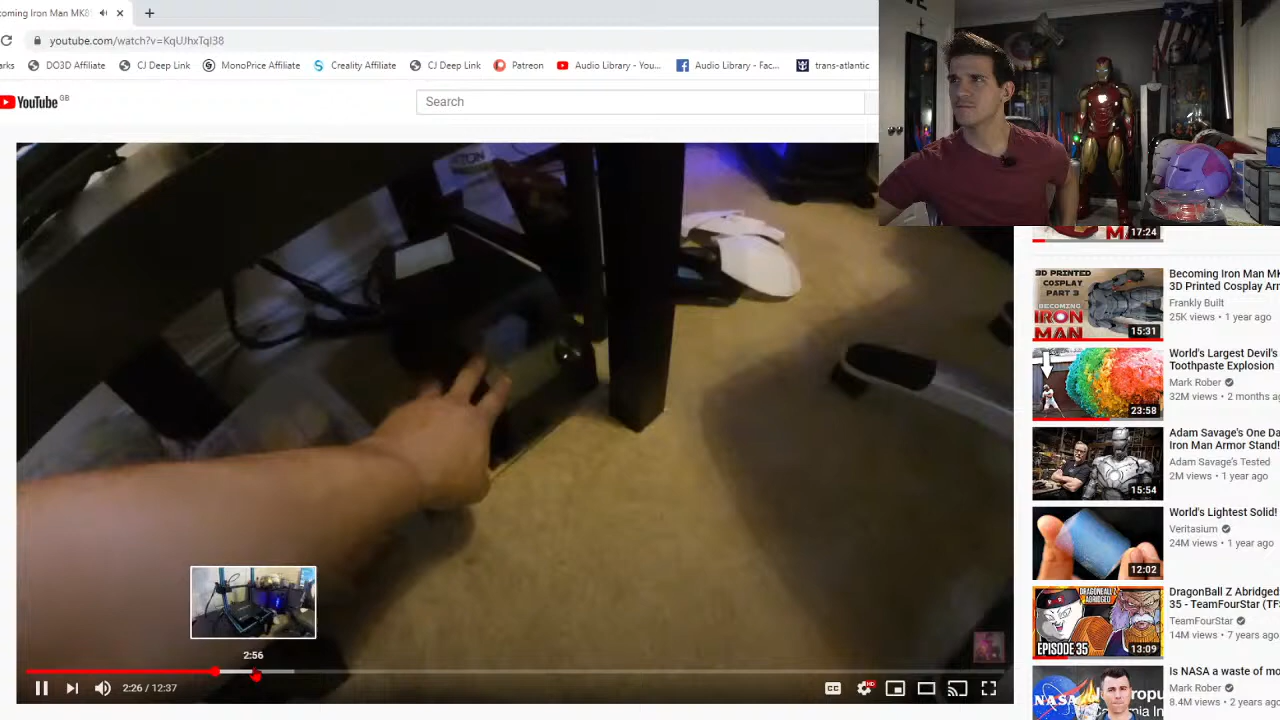 oming Iron Man MK8
youtube.com/watch?v=KqUJhxTqI38
arks DO3D Affiliate CJ Deep Link MonoPrice Affiliate Creality Affiliate CJ Deep Link Patreon Audio Library - You... Audio Library - Fac... trans-atlantic
YouTube GB
Search
17:24
3D PRINTED
COSPLAY
PART 3
BECOMING
IRON
MAN
15:31
Becoming Iron Man MK
3D Printed Cosplay Arm
Frankly Built
25K views • 1 year ago
23:58
World's Largest Devil's
Toothpaste Explosion
Mark Rober
32M views • 2 months ago
15:54
Adam Savage's One Da
Iron Man Armor Stand!
Adam Savage's Tested
2M views • 1 year ago
12:02
World's Lightest Solid!
Veritasium
24M views • 1 year ago
DRAGONBALL
Z ABRIDGED
EPISODE 35
13:09
DragonBall Z Abridged
35 - TeamFourStar (TF
TeamFourStar
14M views • 7 years ago
Is NASA a waste of mo
Mark Rober
8.4M views • 2 years ago
2:56
2:26 / 12:37
CC
HD